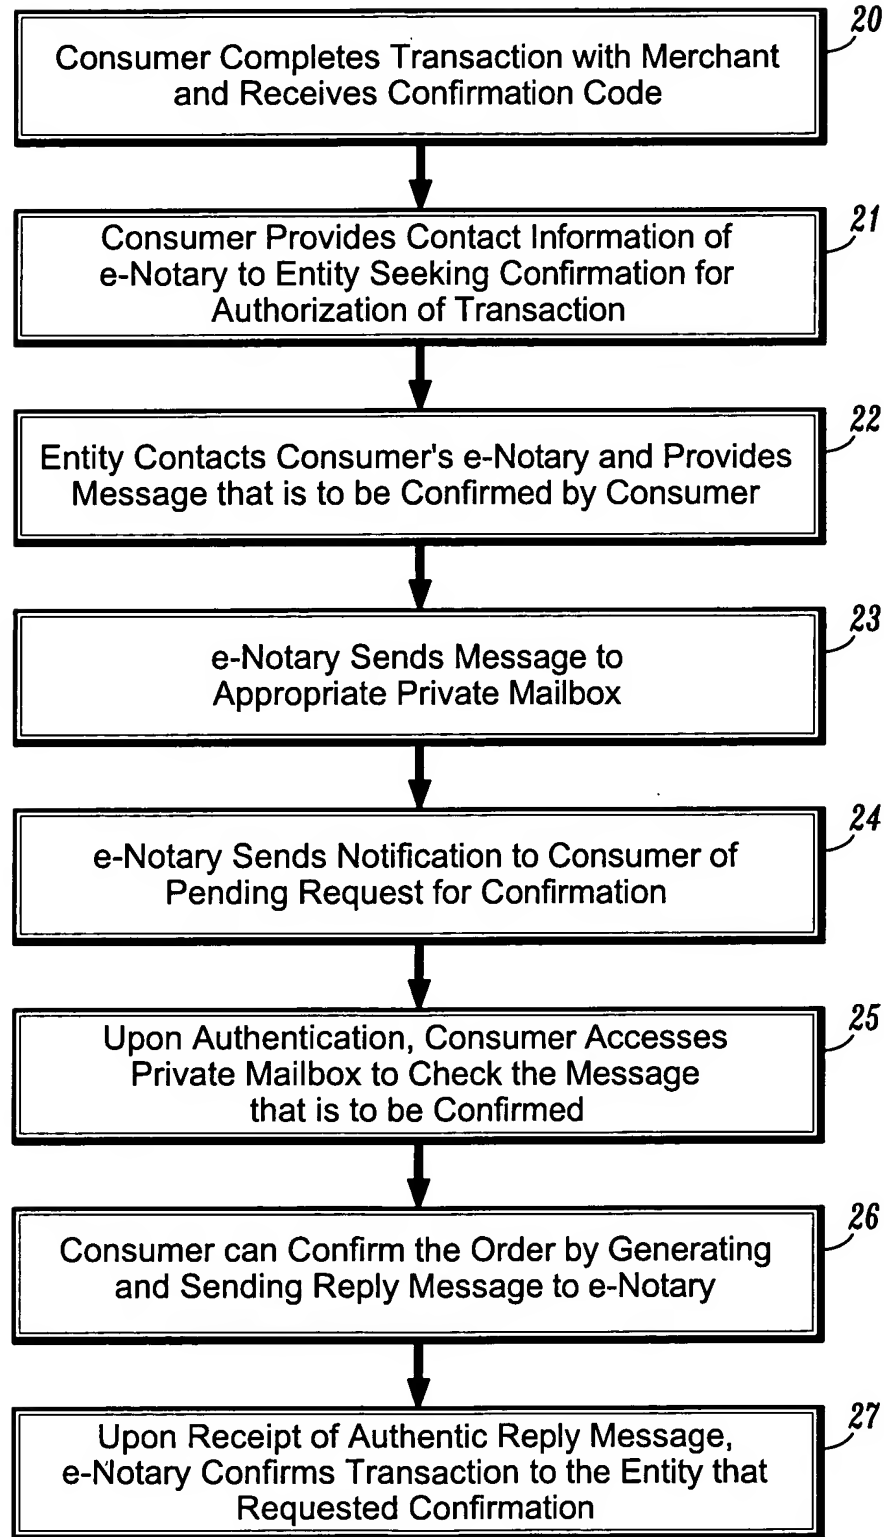 20
Consumer Completes Transaction with Merchant
and Receives Confirmation Code
21
Consumer Provides Contact Information of
e-Notary to Entity Seeking Confirmation for
Authorization of Transaction
22
Entity Contacts Consumer's e-Notary and Provides
Message that is to be Confirmed by Consumer
23
e-Notary Sends Message to
Appropriate Private Mailbox
24
e-Notary Sends Notification to Consumer of
Pending Request for Confirmation
25
Upon Authentication, Consumer Accesses
Private Mailbox to Check the Message
that is to be Confirmed
26
Consumer can Confirm the Order by Generating
and Sending Reply Message to e-Notary
27
Upon Receipt of Authentic Reply Message,
e-Notary Confirms Transaction to the Entity that
Requested Confirmation